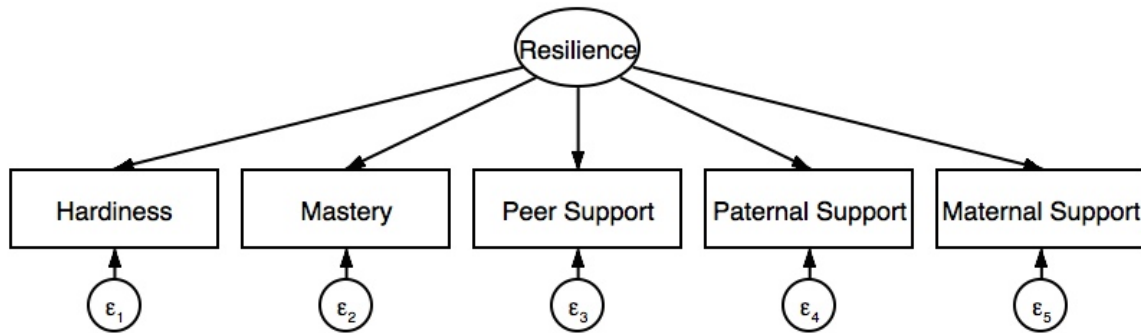 Resilience
Hardiness
Mastery
Peer Support
Paternal Support
Maternal Support
ε₁
ε₂
ε₃
ε₄
ε₅